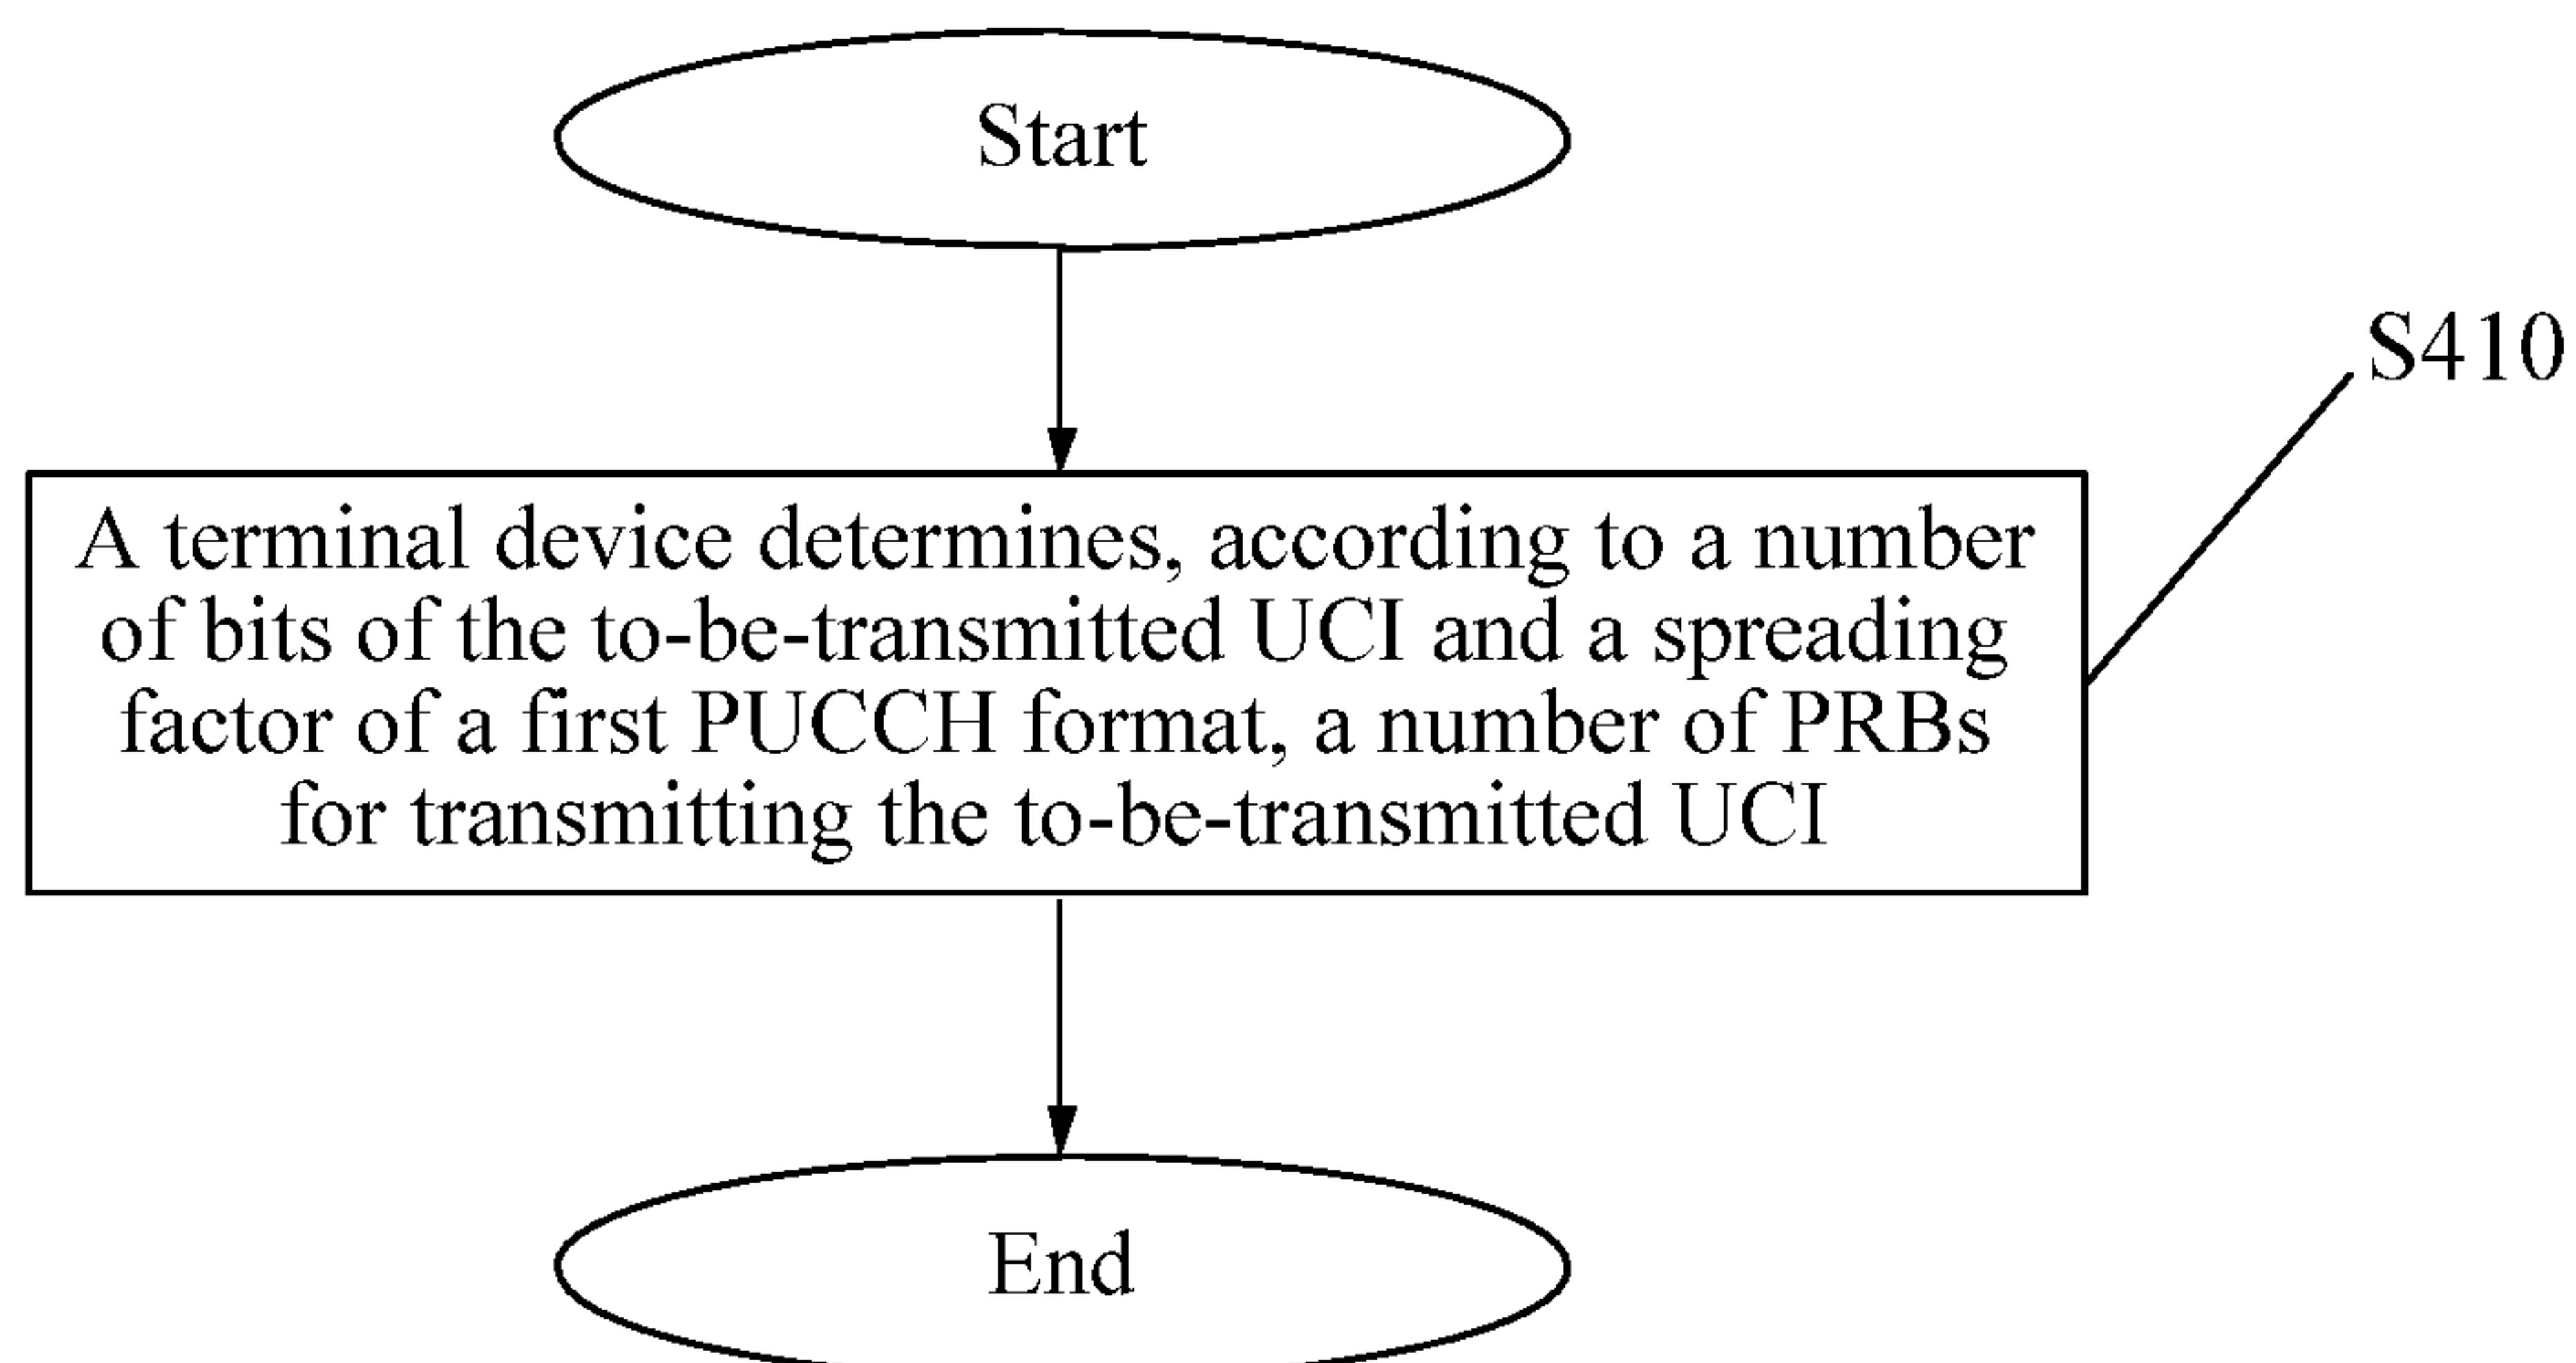 Start
S410
A terminal device determines, according to a number
of bits of the to-be-transmitted UCI and a spreading
factor of a first PUCCH format, a number of PRBs
for transmitting the to-be-transmitted UCI
End